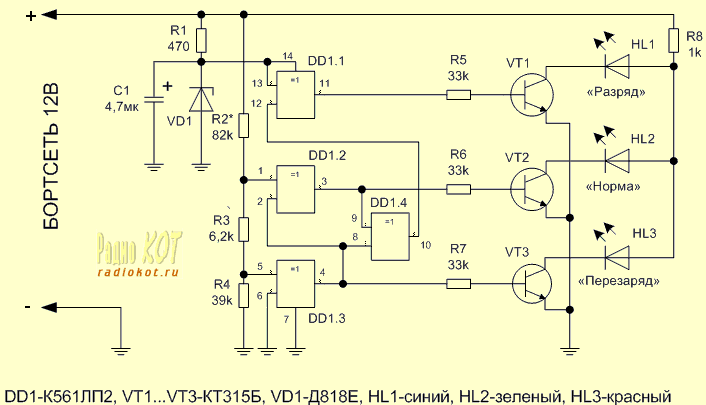 +
R1
470
14
DD1.1
=1
13
12
11
R5
33k
VT1
HL1
R8
1k
«Разряд»
C1
4,7мк
+
VD1
R2*
82k
БОРТСЕТЬ 12В
DD1.2
1
=1
2
3
R6
33k
VT2
HL2
«Норма»
DD1.4
9
=1
8
10
R3
6,2k
Радио КОТ
radiokot.ru
R7
33k
VT3
HL3
«Перезаряд»
5
=1
4
6
R4
39k
7
DD1.3
-
DD1-К561ЛП2, VT1...VT3-КТ315Б, VD1-Д818Е, HL1-синий, HL2-зеленый, HL3-красный